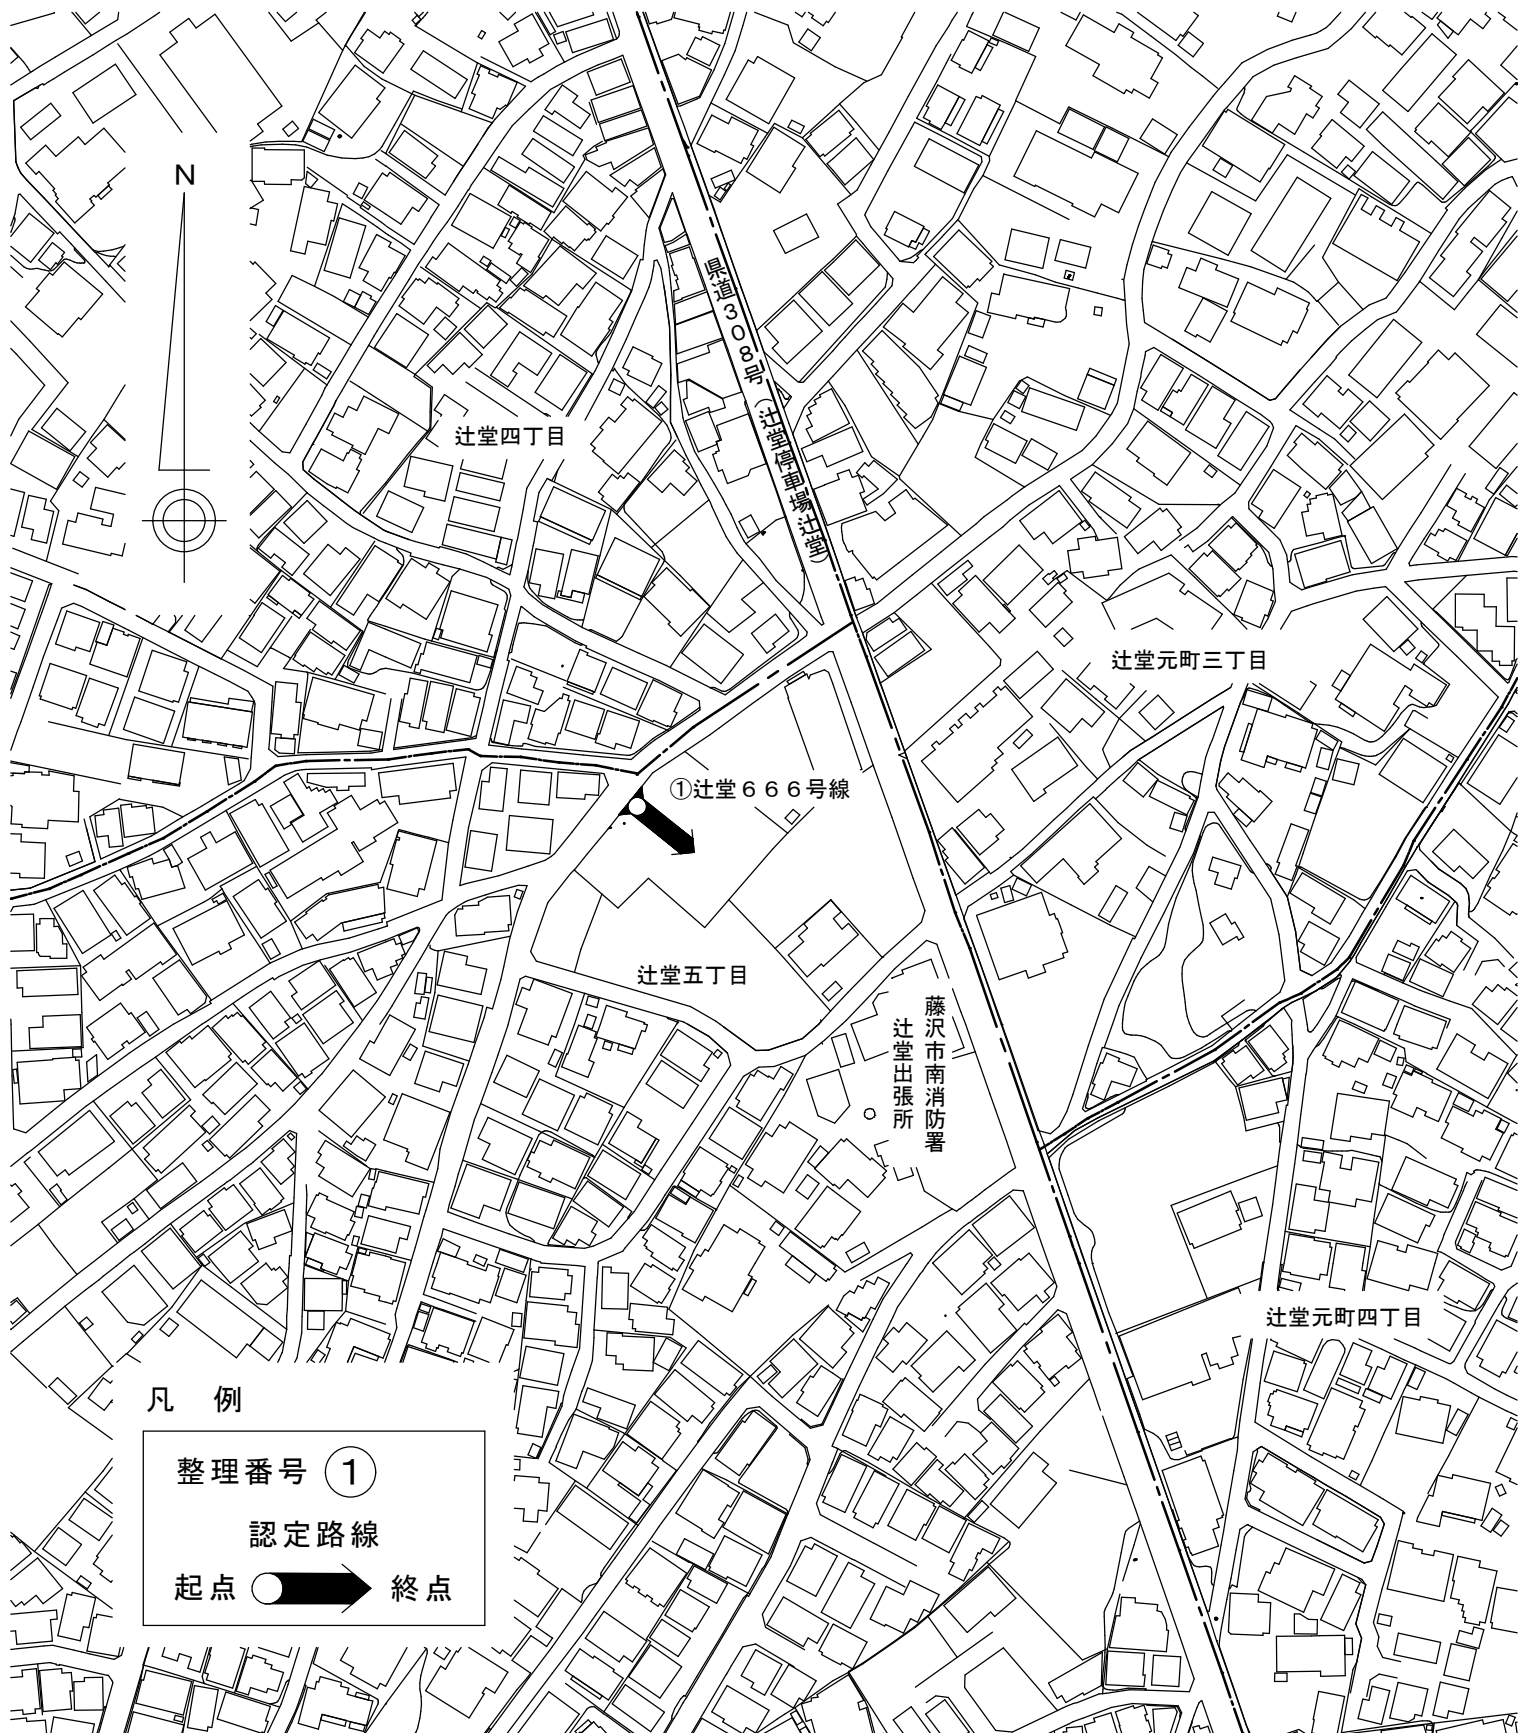 N
県道３０８号（辻堂停車場辻堂）
辻堂四丁目
辻堂元町三丁目
①辻堂６６６号線
辻堂五丁目
藤沢市南消防署
辻堂出張所
辻堂元町四丁目
凡　例
整理番号 ①
認定路線
起点 終点